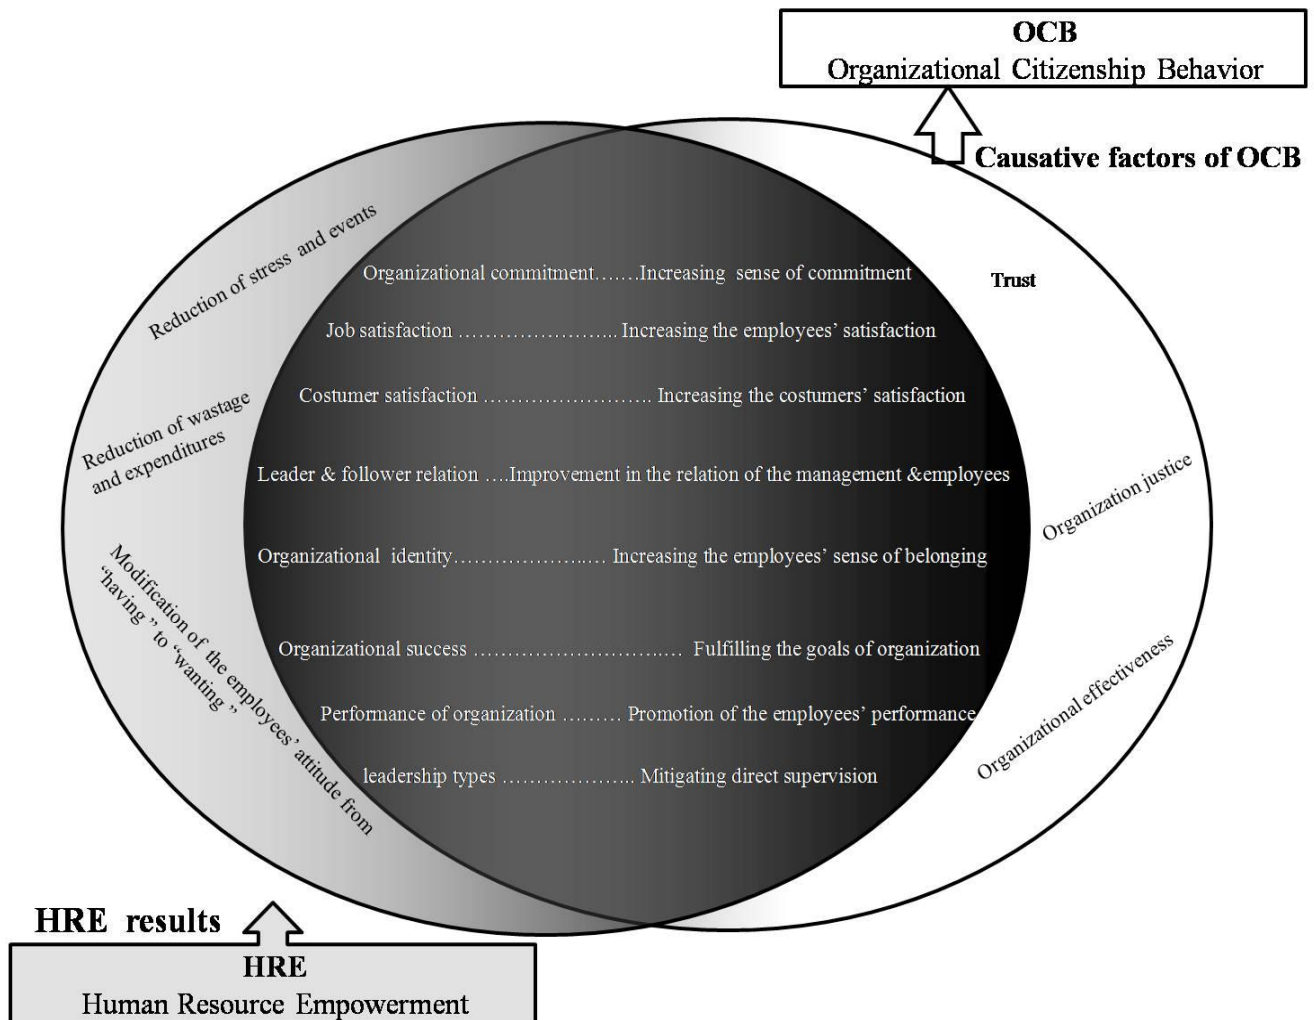 OCB
Organizational Citizenship Behavior
Causative factors of OCB
Reduction of stress and events
Organizational commitment…….Increasing sense of commitment
Trust
Job satisfaction ………………….. Increasing the employees’ satisfaction
Costumer satisfaction ……………………. Increasing the costumers’ satisfaction
Reduction of wastage
and expenditures
Leader & follower relation ….Improvement in the relation of the management &employees
Organization justice
Organizational identity……………..…. Increasing the employees’ sense of belonging
Modification of the employees’ attitude from
“having” to “wanting”
Organizational success ………………………..… Fulfilling the goals of organization
Organizational effectiveness
Performance of organization ……… Promotion of the employees’ performance
leadership types ……………….. Mitigating direct supervision
HRE results
HRE
Human Resource Empowerment